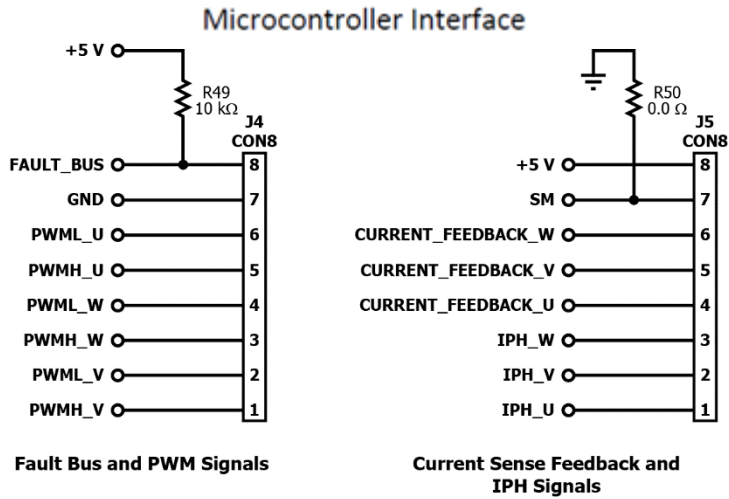 Microcontroller Interface
+5 V
R49
10 kΩ
J4
CON8
FAULT_BUS 8
GND 7
PWML_U 6
PWMH_U 5
PWML_W 4
PWMH_W 3
PWML_V 2
PWMH_V 1
Fault Bus and PWM Signals
R50
0.0 Ω
J5
CON8
+5 V 8
SM 7
CURRENT_FEEDBACK_W 6
CURRENT_FEEDBACK_V 5
CURRENT_FEEDBACK_U 4
IPH_W 3
IPH_V 2
IPH_U 1
Current Sense Feedback and
IPH Signals